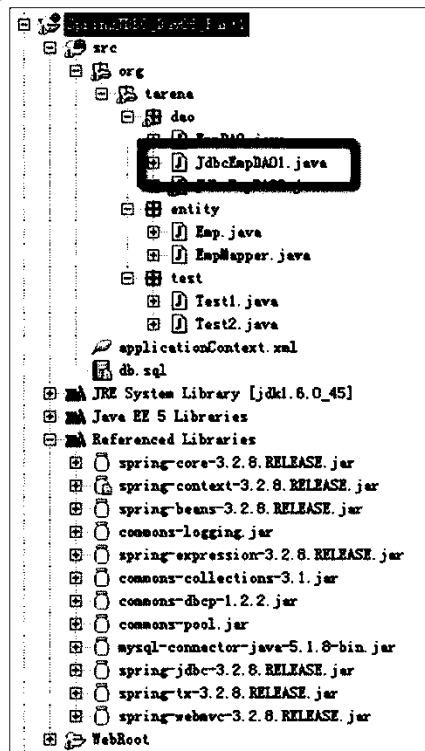 src
org
tarena
dao
EmpDAO.java
JdbcEmpDAO1.java
entity
Emp.java
EmpMapper.java
test
Test1.java
Test2.java
applicationContext.xml
db.sql
JRE System Library [jdk1.6.0_45]
Java EE 5 Libraries
Referenced Libraries
spring-core-3.2.8.RELEASE.jar
spring-context-3.2.8.RELEASE.jar
spring-beans-3.2.8.RELEASE.jar
commons-logging.jar
spring-expression-3.2.8.RELEASE.jar
commons-collections-3.1.jar
commons-dbcp-1.2.2.jar
commons-pool.jar
mysql-connector-java-5.1.8-bin.jar
spring-jdbc-3.2.8.RELEASE.jar
spring-tx-3.2.8.RELEASE.jar
spring-webmvc-3.2.8.RELEASE.jar
WebRoot